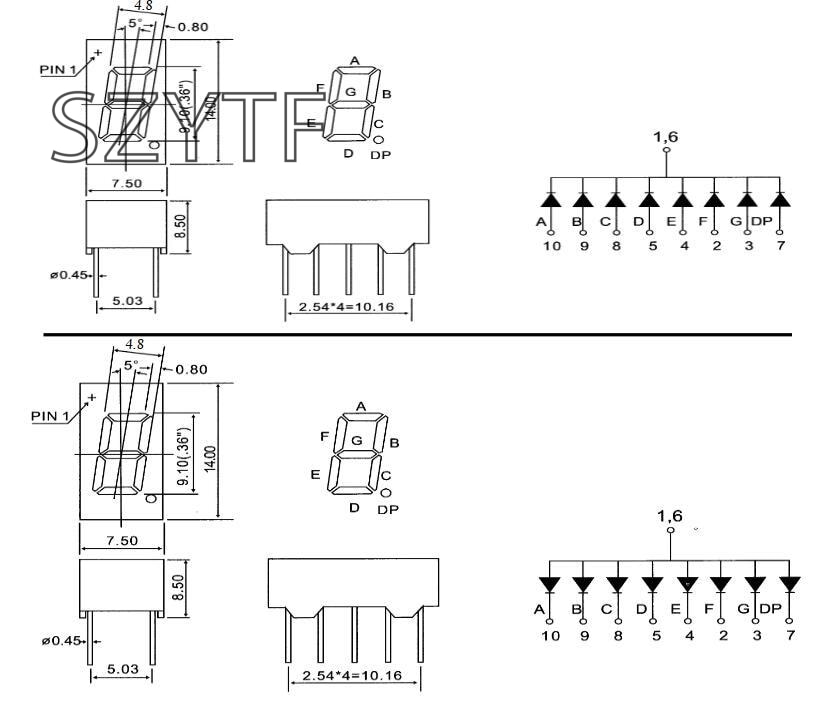 4.8
5°
0.80
PIN 1
+
9.10(.36")
14.00
SZYTF
A
F
G
B
E
C
D
DP
7.50
8.50
ø0.45
5.03
2.54*4=10.16
1,6
A B C D E F G DP
10 9 8 5 4 2 3 7
4.8
5°
0.80
PIN 1
+
9.10(.36")
14.00
A
F
G
B
E
C
D
DP
7.50
8.50
ø0.45
5.03
2.54*4=10.16
1,6
A B C D E F G DP
10 9 8 5 4 2 3 7